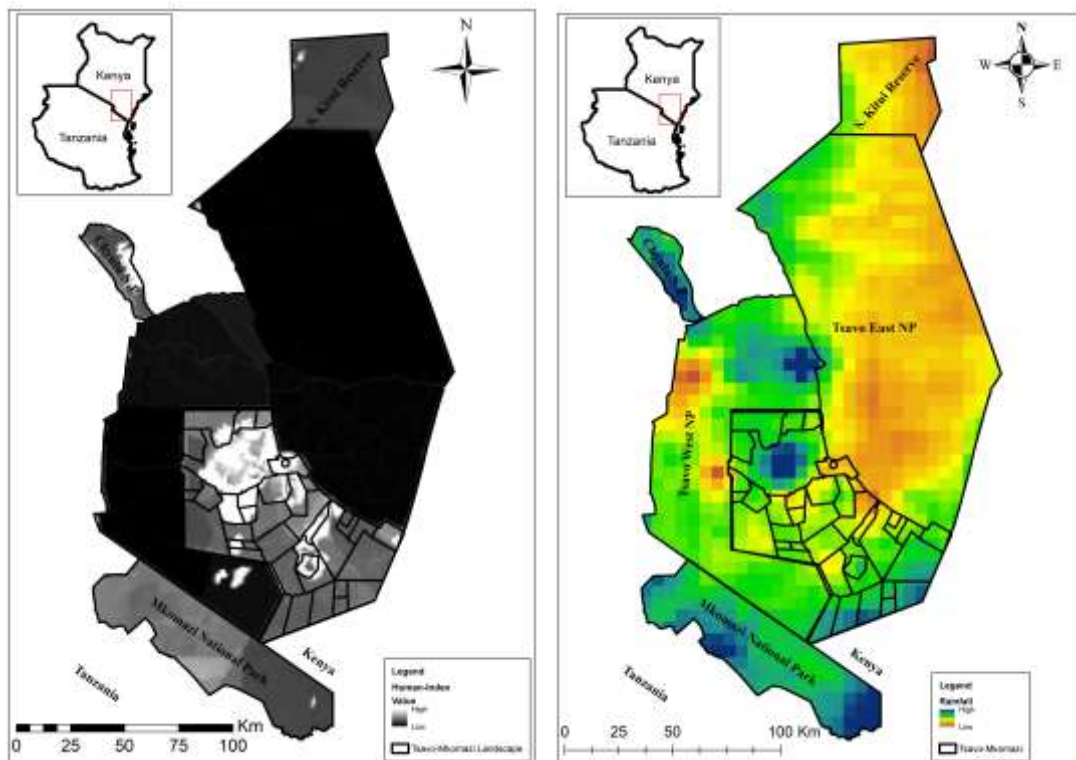 N
Kenya
Tanzania
N. Kitui Reserve
Chyulu N.P
Mkomazi National Park
Kenya
Tanzania
Legend
Human-Index
Value
High
Low
Tsavo-Mkomazi Landscape
Km
0 25 50 75 100
N
W E
S
Kenya
Tanzania
N. Kitui Reserve
Tsavo East NP
Tsavo West NP
Mkomazi National Park
Kenya
Tanzania
Legend
Rainfall
High
Low
Tsavo-Mkomazi
0 25 50 100 Km